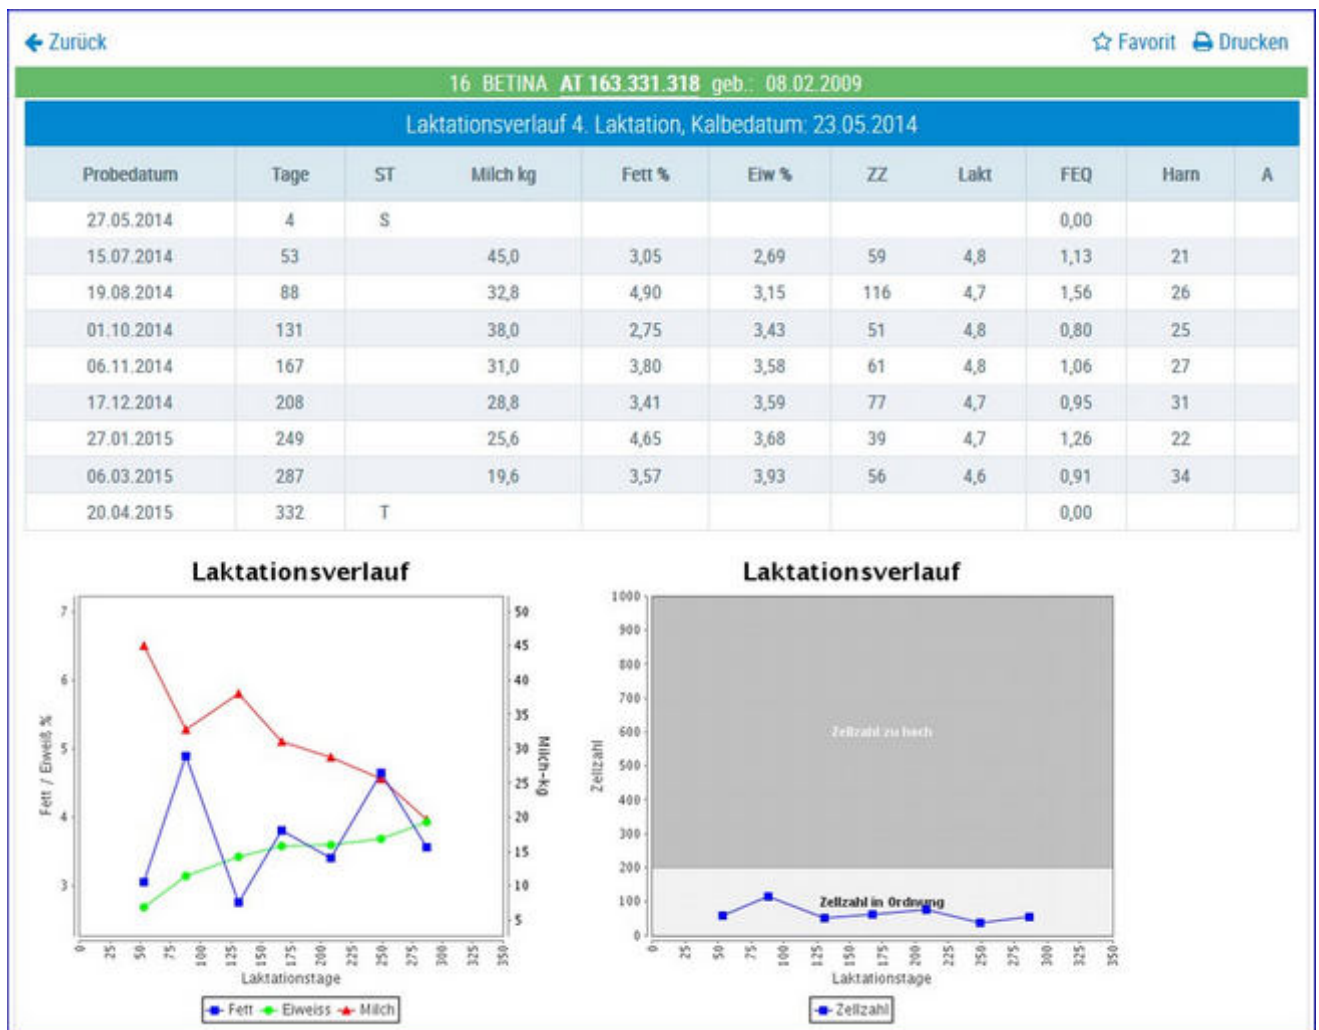 Zurück Favorit Drucken
16 BETINA AT 163.331.318 geb.: 08.02.2009
Laktationsverlauf 4. Laktation, Kalbedatum: 23.05.2014
Probedatum Tage ST Milch kg Fett % Eiw % ZZ Lakt FEQ Harn A
27.05.2014 4 S 0,00
15.07.2014 53 45,0 3,05 2,69 59 4,8 1,13 21
19.08.2014 88 32,8 4,90 3,15 116 4,7 1,56 26
01.10.2014 131 38,0 2,75 3,43 51 4,8 0,80 25
06.11.2014 167 31,0 3,80 3,58 61 4,8 1,06 27
17.12.2014 208 28,8 3,41 3,59 77 4,7 0,95 31
27.01.2015 249 25,6 4,65 3,68 39 4,7 1,26 22
06.03.2015 287 19,6 3,57 3,93 56 4,6 0,91 34
20.04.2015 332 T 0,00
Laktationsverlauf
7
6
5
4
3
Fett / Eiweiß %
50
45
40
35
30
25
20
15
10
5
Milch-kg
0 25 50 75 100 125 150 175 200 225 250 275 300 325 350
Laktationstage
Fett Eiweiss Milch
Laktationsverlauf
1000
900
800
700
600
500
400
300
200
100
0
Zellzahl
Zellzahl zu hoch
Zellzahl in Ordnung
0 25 50 75 100 125 150 175 200 225 250 275 300 325 350
Laktationstage
Zellzahl